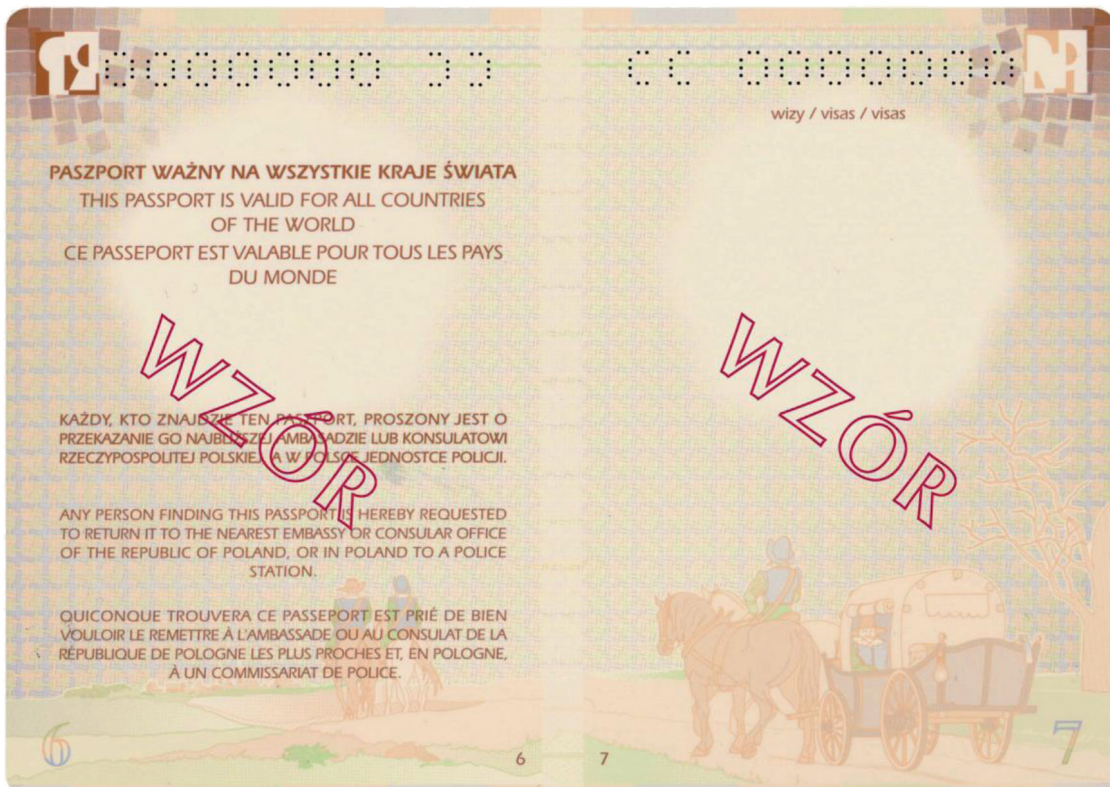 CC 0000000
wizy / visas / visas
PASZPORT WAŻNY NA WSZYSTKIE KRAJE ŚWIATA
THIS PASSPORT IS VALID FOR ALL COUNTRIES
OF THE WORLD
CE PASSEPORT EST VALABLE POUR TOUS LES PAYS
DU MONDE
WZÓR
WZÓR
KAŻDY, KTO ZNAJDZIE TEN PASZPORT, PROSZONY JEST O
PRZEKAZANIE GO NAJBLIŻSZEJ AMBASADZIE LUB KONSULATOWI
RZECZYPOSPOLITEJ POLSKIEJ, A W POLSCE JEDNOSTCE POLICJI.
ANY PERSON FINDING THIS PASSPORT IS HEREBY REQUESTED
TO RETURN IT TO THE NEAREST EMBASSY OR CONSULAR OFFICE
OF THE REPUBLIC OF POLAND, OR IN POLAND TO A POLICE
STATION.
QUICONQUE TROUVERA CE PASSEPORT EST PRIÉ DE BIEN
VOULOIR LE REMETTRE À L'AMBASSADE OU AU CONSULAT DE LA
RÉPUBLIQUE DE POLOGNE LES PLUS PROCHES ET, EN POLOGNE,
À UN COMMISSARIAT DE POLICE.
6
6
7
7